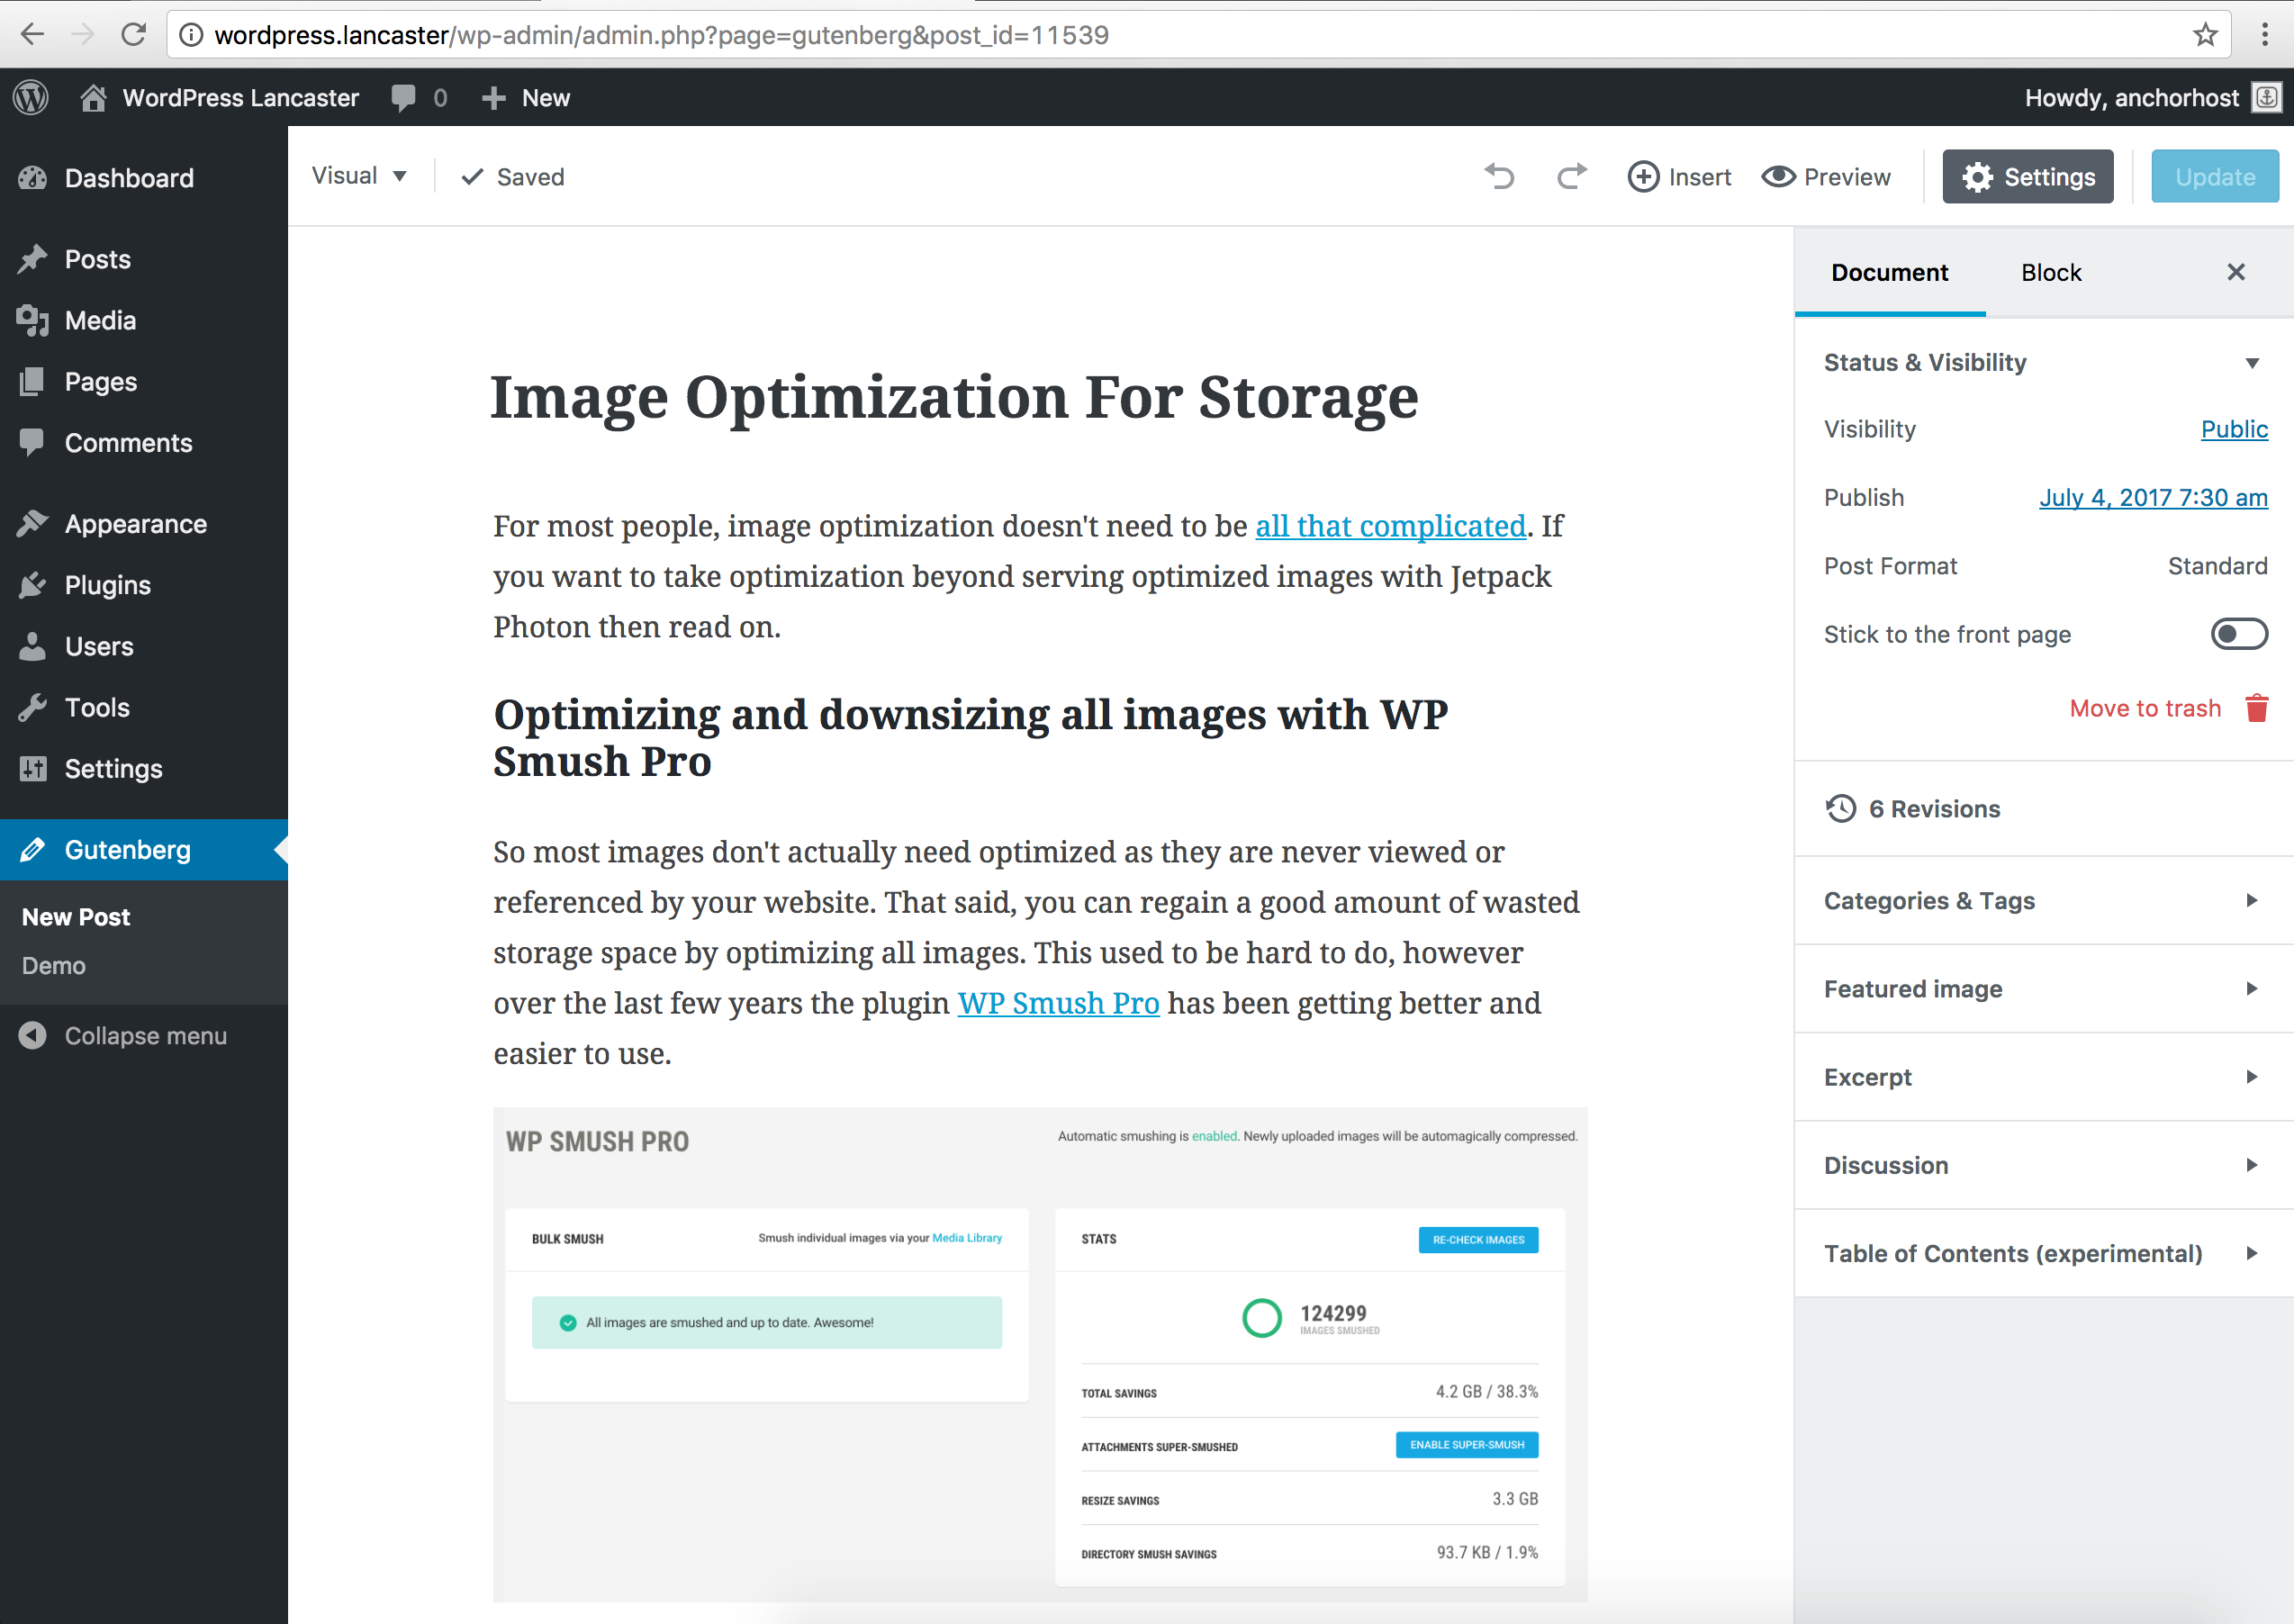 wordpress.lancaster/wp-admin/admin.php?page=gutenberg&post_id=11539
WordPress Lancaster 0 New
Howdy, anchorhost
Dashboard
Posts
Media
Pages
Comments
Appearance
Plugins
Users
Tools
Settings
Gutenberg
New Post
Demo
Collapse menu
Visual Saved
Insert Preview Settings Update
Image Optimization For Storage
For most people, image optimization doesn't need to be all that complicated. If
you want to take optimization beyond serving optimized images with Jetpack
Photon then read on.
Optimizing and downsizing all images with WP
Smush Pro
So most images don't actually need optimized as they are never viewed or
referenced by your website. That said, you can regain a good amount of wasted
storage space by optimizing all images. This used to be hard to do, however
over the last few years the plugin WP Smush Pro has been getting better and
easier to use.
WP SMUSH PRO
Automatic smushing is enabled. Newly uploaded images will be automagically compressed.
BULK SMUSH
Smush individual images via your Media Library
All images are smushed and up to date. Awesome!
STATS
RE-CHECK IMAGES
124299
IMAGES SMUSHED
TOTAL SAVINGS 4.2 GB / 38.3%
ATTACHMENTS SUPER-SMUSHED ENABLE SUPER-SMUSH
RESIZE SAVINGS 3.3 GB
DIRECTORY SMUSH SAVINGS 93.7 KB / 1.9%
Document Block
Status & Visibility
Visibility Public
Publish July 4, 2017 7:30 am
Post Format Standard
Stick to the front page
Move to trash
6 Revisions
Categories & Tags
Featured image
Excerpt
Discussion
Table of Contents (experimental)